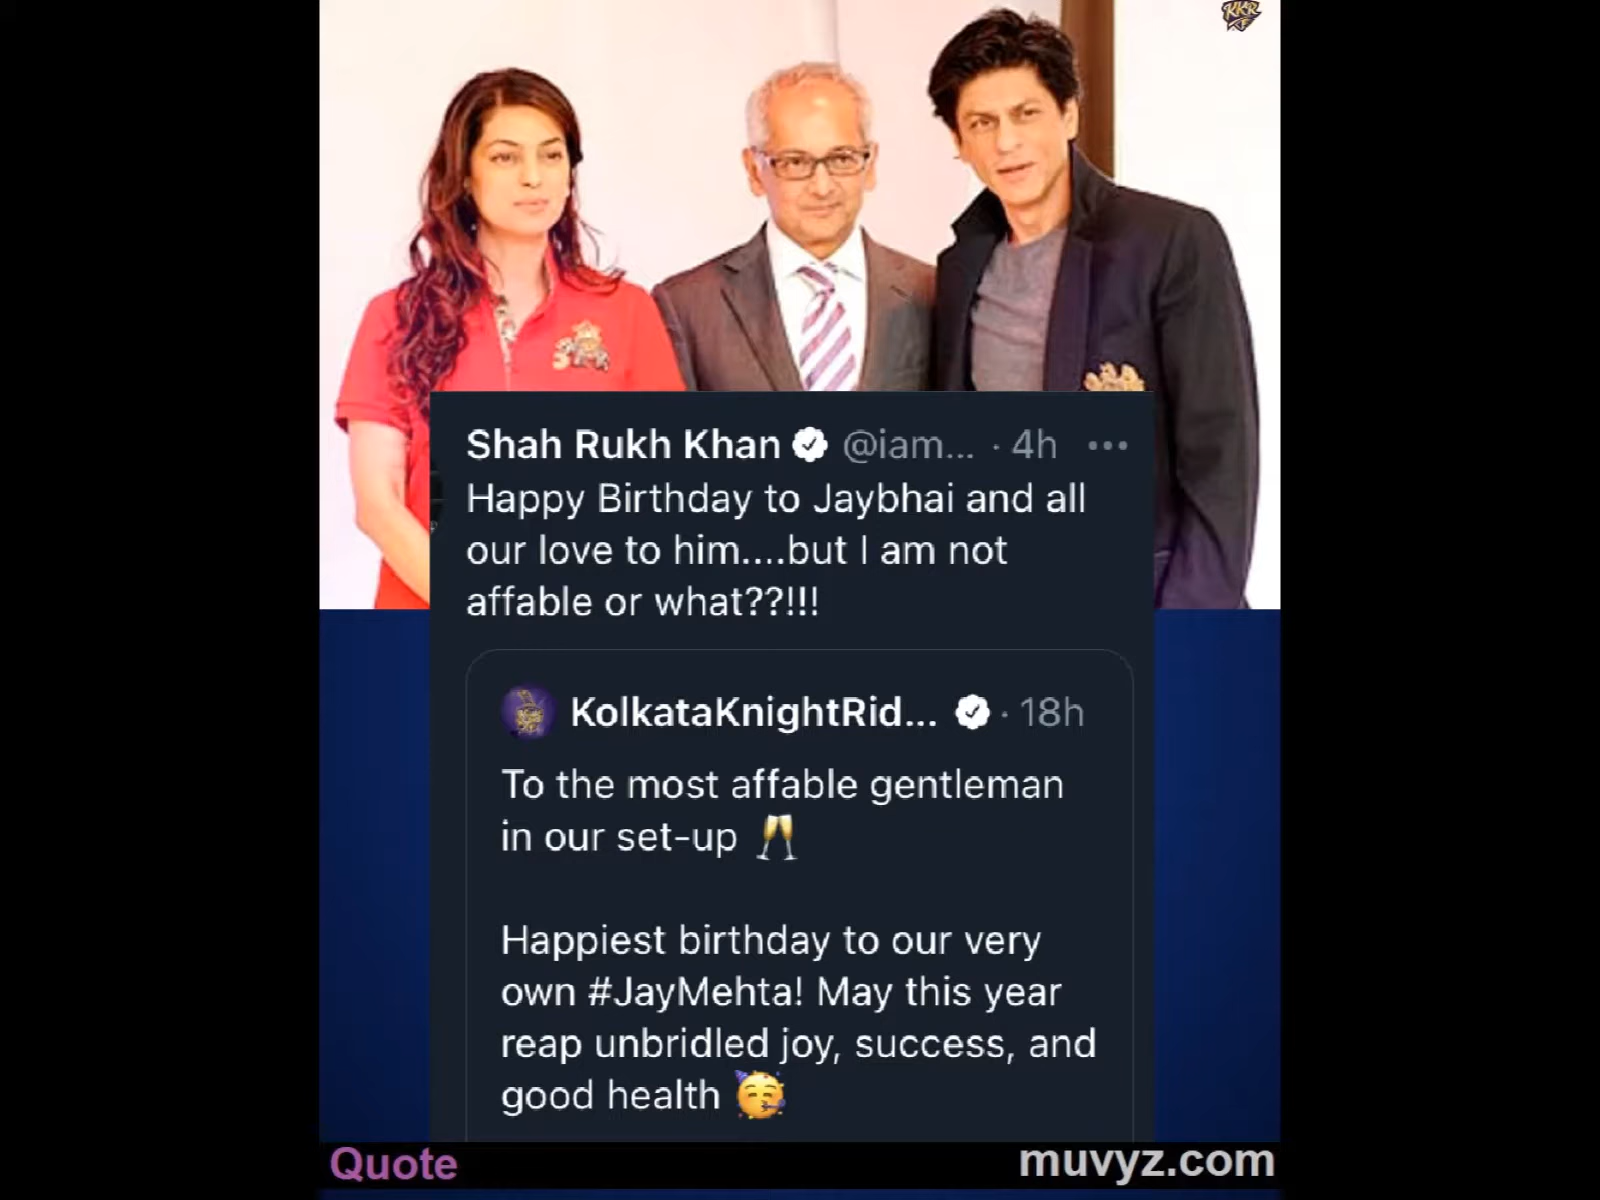 KKR
Shah Rukh Khan @iam... · 4h ...
Happy Birthday to Jaybhai and all
our love to him....but I am not
affable or what??!!!
KolkataKnightRid... · 18h
To the most affable gentleman
in our set-up 🥂
Happiest birthday to our very
own #JayMehta! May this year
reap unbridled joy, success, and
good health 🥳
Quote
muvyz.com